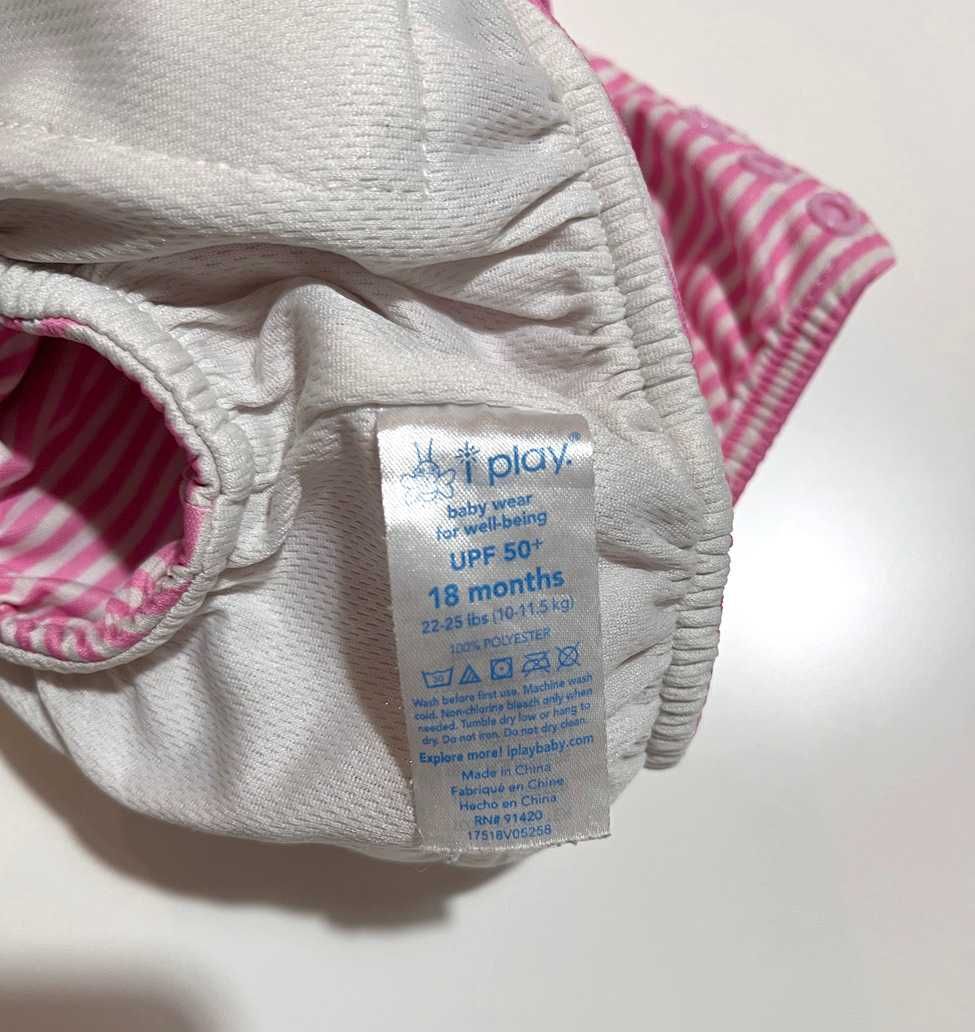 i play.®
baby wear
for well-being
UPF 50+
18 months
22-25 lbs (10-11.5 kg)
100% POLYESTER
30
Wash before first use. Machine wash
cold. Non-chlorine bleach only when
needed. Tumble dry low or hang to
dry. Do not iron. Do not dry clean.
Explore more! iplaybaby.com
Made in China
Fabriqué en Chine
Hecho en China
RN# 91420
17518V05258